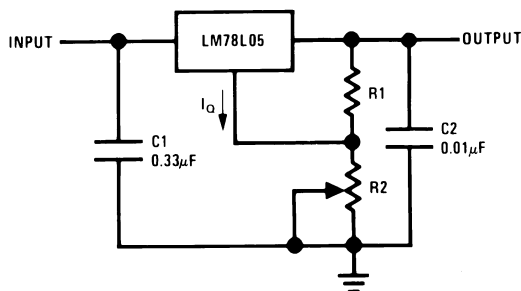 INPUT
LM78L05
OUTPUT
IQ
R1
C1
0.33μF
C2
0.01μF
R2